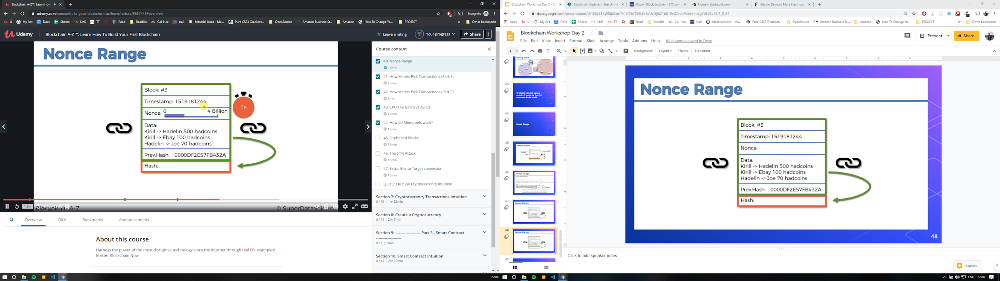 Blockchain A-Z™: Learn How
udemy.com/course/build-your-blockchain-az/learn/lecture/9657446#overview
Incognito
U
My Act
Docs
Sheets
LMS
TT
Q
Read
Readlist
Col-Hex
trail
Material icons - Ma...
Pure CSS3 Gradient...
OpenSource
Amazon Business St...
Amazon
How To Change Yo...
PROJECT
»
Other bookmarks
Udemy
Blockchain A-Z™: Learn How To Build Your First Blockchain
Leave a rating
Your progress
Share
Nonce Range
Block: #3
Timestamp: 1519181244
1s
Nonce:
0
4 Billion
Data:
Kirill -> Hadelin 500 hadcoins
Kirill -> Ebay 100 hadcoins
Hadelin -> Joe 70 hadcoins
Prev.Hash: 0000DF2E57FB432A
Hash:
1.5x
Blockchain A-Z
© SuperDataScience
Course content
40. Nonce Range
16min
41. How Miners Pick Transactions (Part 1)
15min
42. How Miners Pick Transactions (Part 2)
8min
43. CPU's vs GPU's vs ASIC's
17min
44. How do Mempools work?
12min
45. Orphaned Blocks
12min
46. The 51% Attack
16min
47. Extra: Bits to Target conversion
10min
Quiz 2: Quiz 2a: Cryptocurrency Intuition
Section 7: Cryptocurrency Transactions Intuition
0 / 10 | 1hr 23min
Section 8: Create a Cryptocurrency
0 / 11 | 2hr 7min
Section 9: -------------------- Part 3 - Smart Contract
--------------------
0 / 1 | 1min
Section 10: Smart Contract Intuition
0 / 14 | 2hr 22min
Overview
Q&A
Bookmarks
Announcements
About this course
Harness the power of the most disruptive technology since the internet through real life examples!
Master Blockchain Now
22:08
Blockchain Workshop Day 2 - Go
Blockchain Explorer - Search the
Bitcoin Block Explorer - BTC.com
Home – slushpool.com
Bitcoin Devours More Electricity
docs.google.com/presentation/d/1l4lc8TKW8jtZtxm7v1l72h7CNk9x1qUzNjlkZ1b51WQ/edit#slide=id.g7b525c75f1_0_67
Apps
U
My Act
Docs
Sheets
LMS
TT
Q
Read
Readlist
Col-Hex
trail
Material icons - Ma...
Pure CSS3 Gradient...
OpenSource
Amazon Business St...
Amazon
How To Change Yo...
PROJECT
»
Other bookmarks
Blockchain Workshop Day 2
File Edit View Insert Format Slide Arrange Tools Add-ons Help
All changes saved in Drive
Present
Share
Background
Layout
Theme
Transition
1 1 2 3 4 5 6 7 8 9
Mining Pools
43
If bitcoin network were a
country it would be the 41st
consumer in the world
44
Nonce Range
45
46
Nonce Range
47
Nonce Range
48
Nonce Range
49
1
2
3
4
5
Nonce Range
Block: #3
Timestamp: 1519181244
Nonce:
Data:
Kirill -> Hadelin 500 hadcoins
Kirill -> Ebay 100 hadcoins
Hadelin -> Joe 70 hadcoins
Prev.Hash: 0000DF2E57FB432A
Hash:
48
Click to add speaker notes
Explore
ENG
22:08